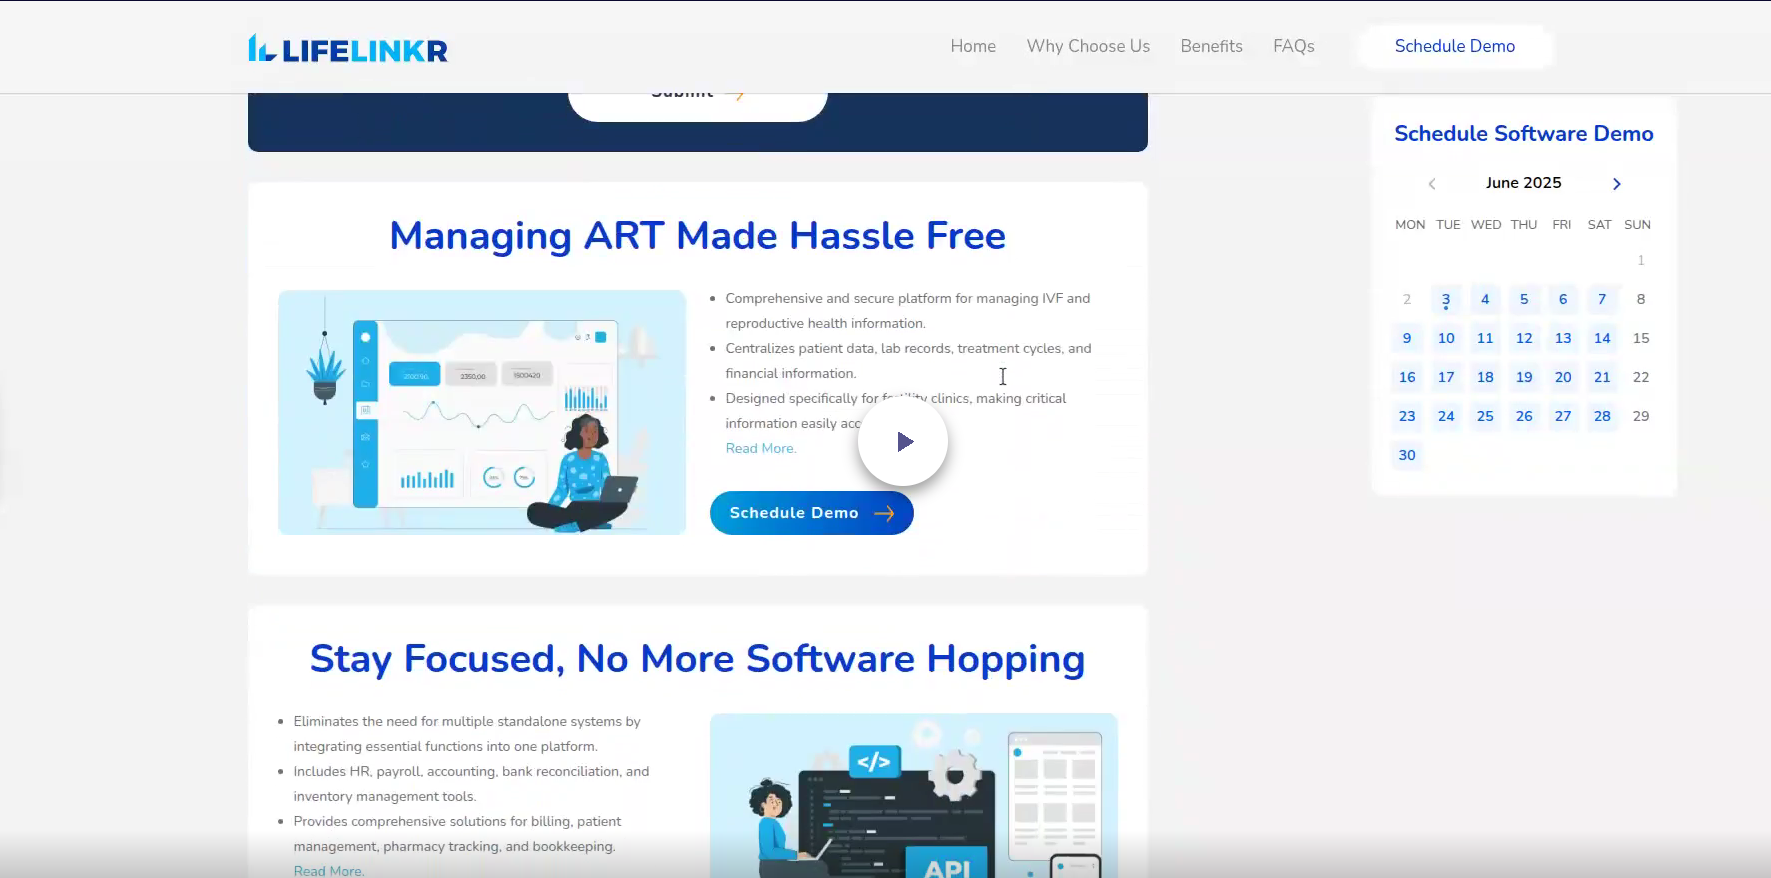 LIFELINKR
Home Why Choose Us Benefits FAQs Schedule Demo
Submit
Managing ART Made Hassle Free
Comprehensive and secure platform for managing IVF and
reproductive health information.
Centralizes patient data, lab records, treatment cycles, and
financial information.
Designed specifically for fertility clinics, making critical
information easily
Read More.
Schedule Demo
2350,00
1500420
Stay Focused, No More Software Hopping
Eliminates the need for multiple standalone systems by
integrating essential functions into one platform.
Includes HR, payroll, accounting, bank reconciliation, and
inventory management tools.
Provides comprehensive solutions for billing, patient
management, pharmacy tracking, and bookkeeping.
Read More.
</>
API
Schedule Software Demo
June 2025
MON TUE WED THU FRI SAT SUN
1
2 3 4 5 6 7 8
9 10 11 12 13 14 15
16 17 18 19 20 21 22
23 24 25 26 27 28 29
30